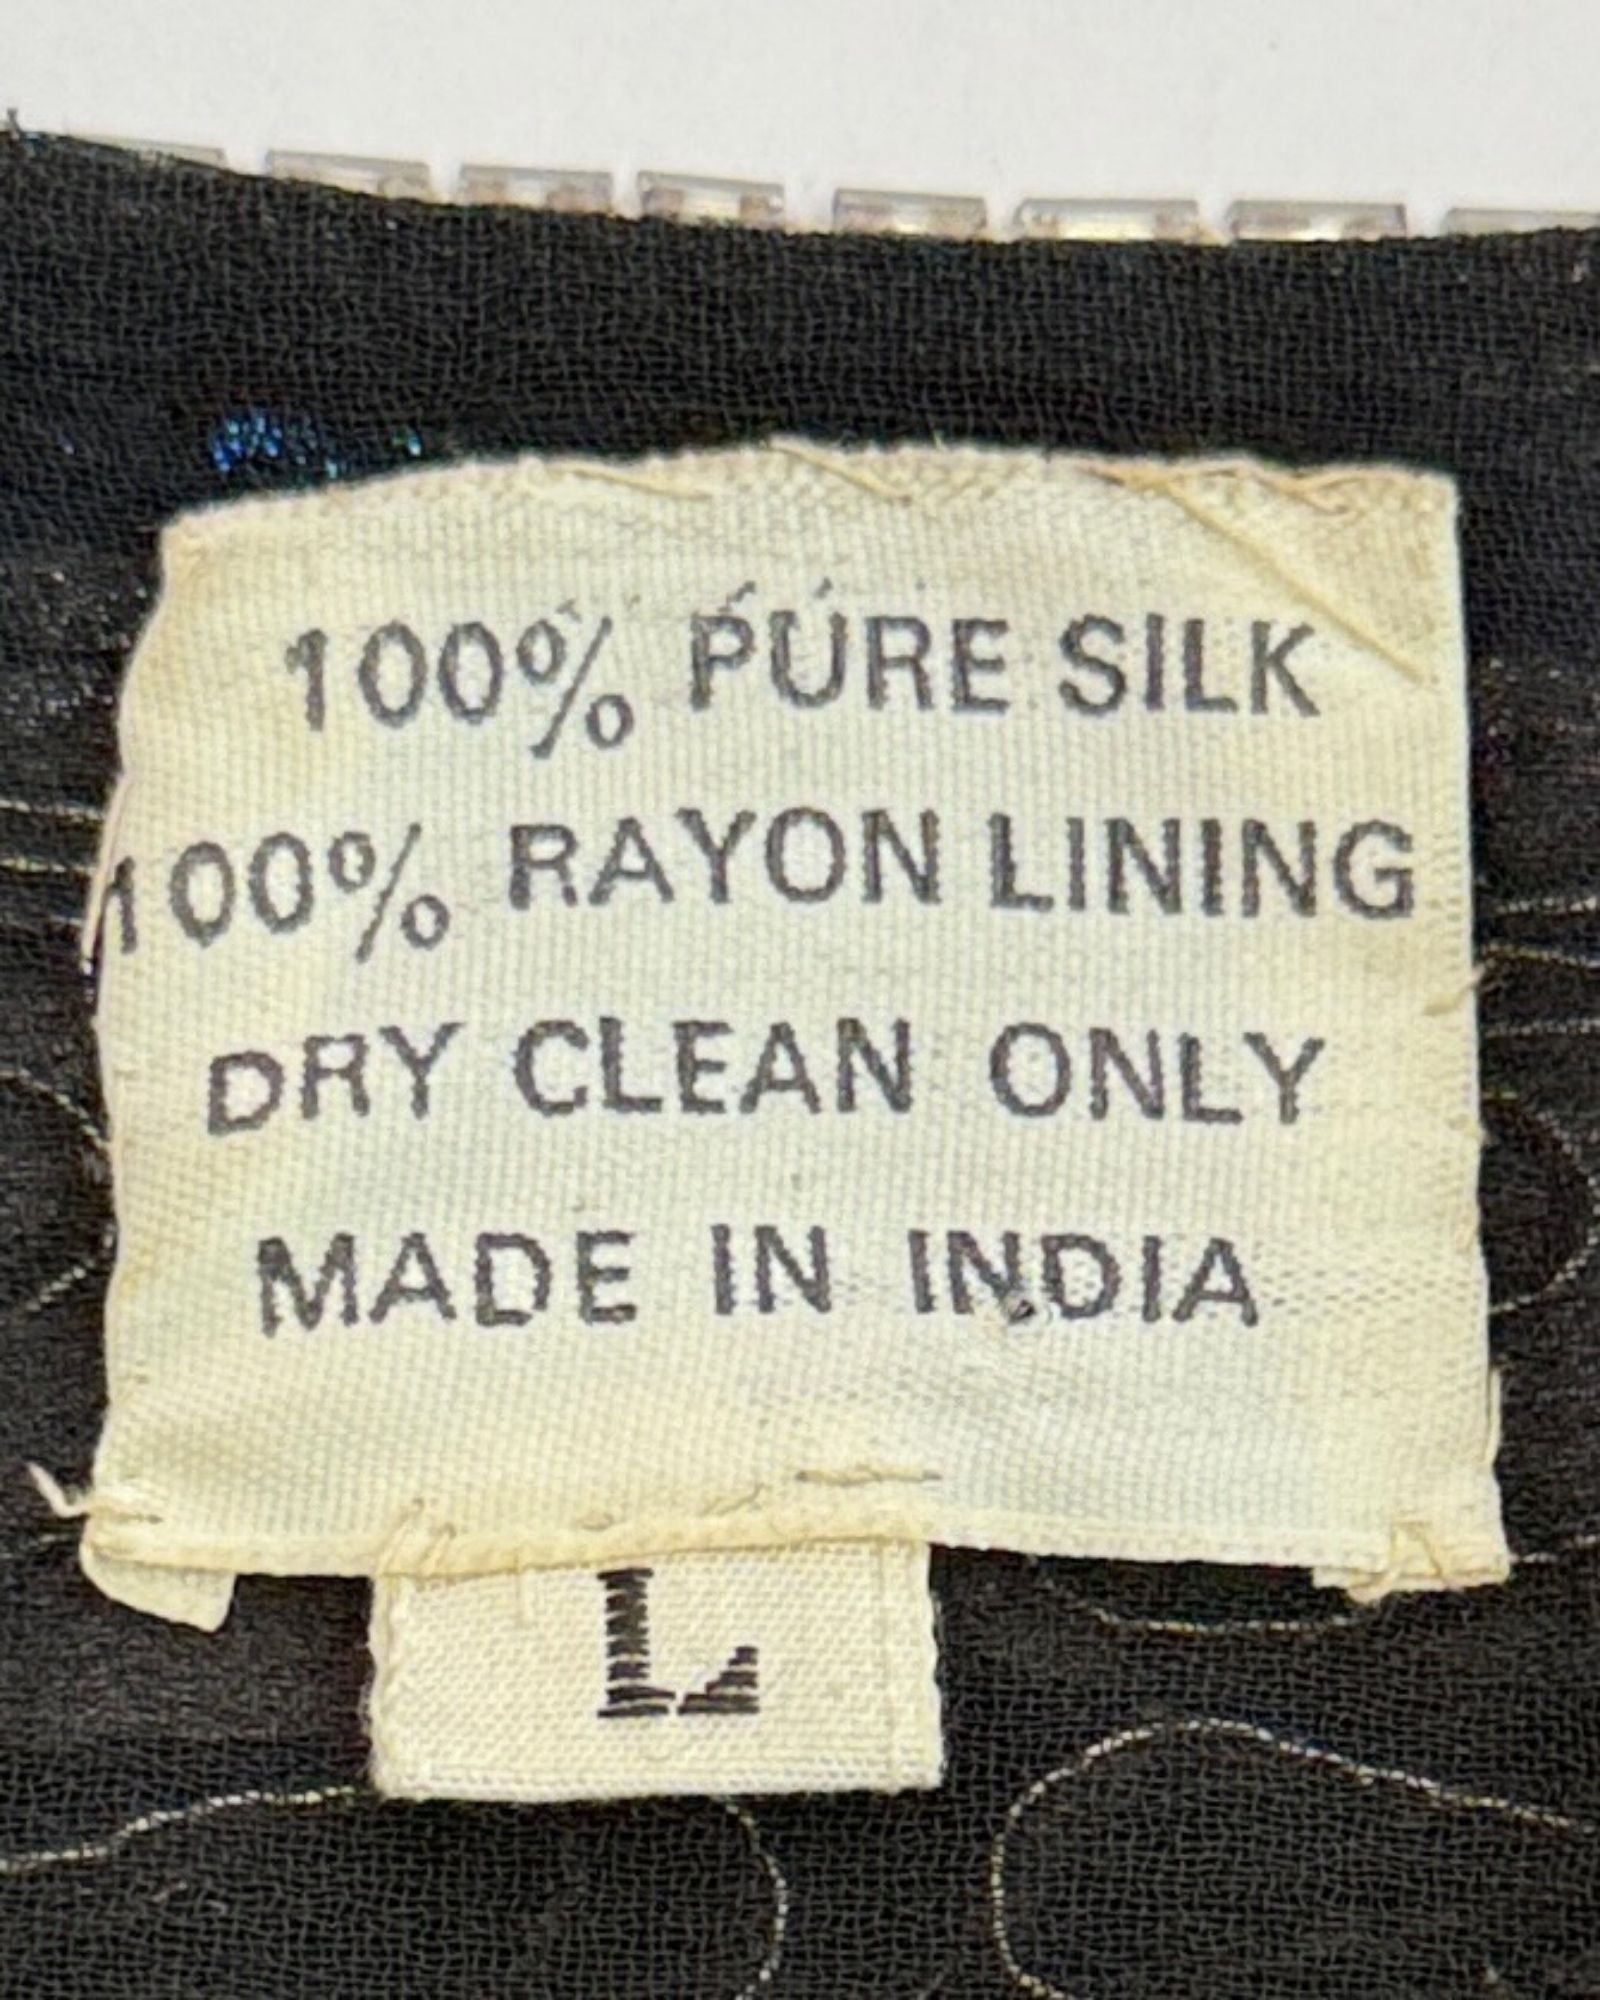 100% PURE SILK
100% RAYON LINING
DRY CLEAN ONLY
MADE IN INDIA
L